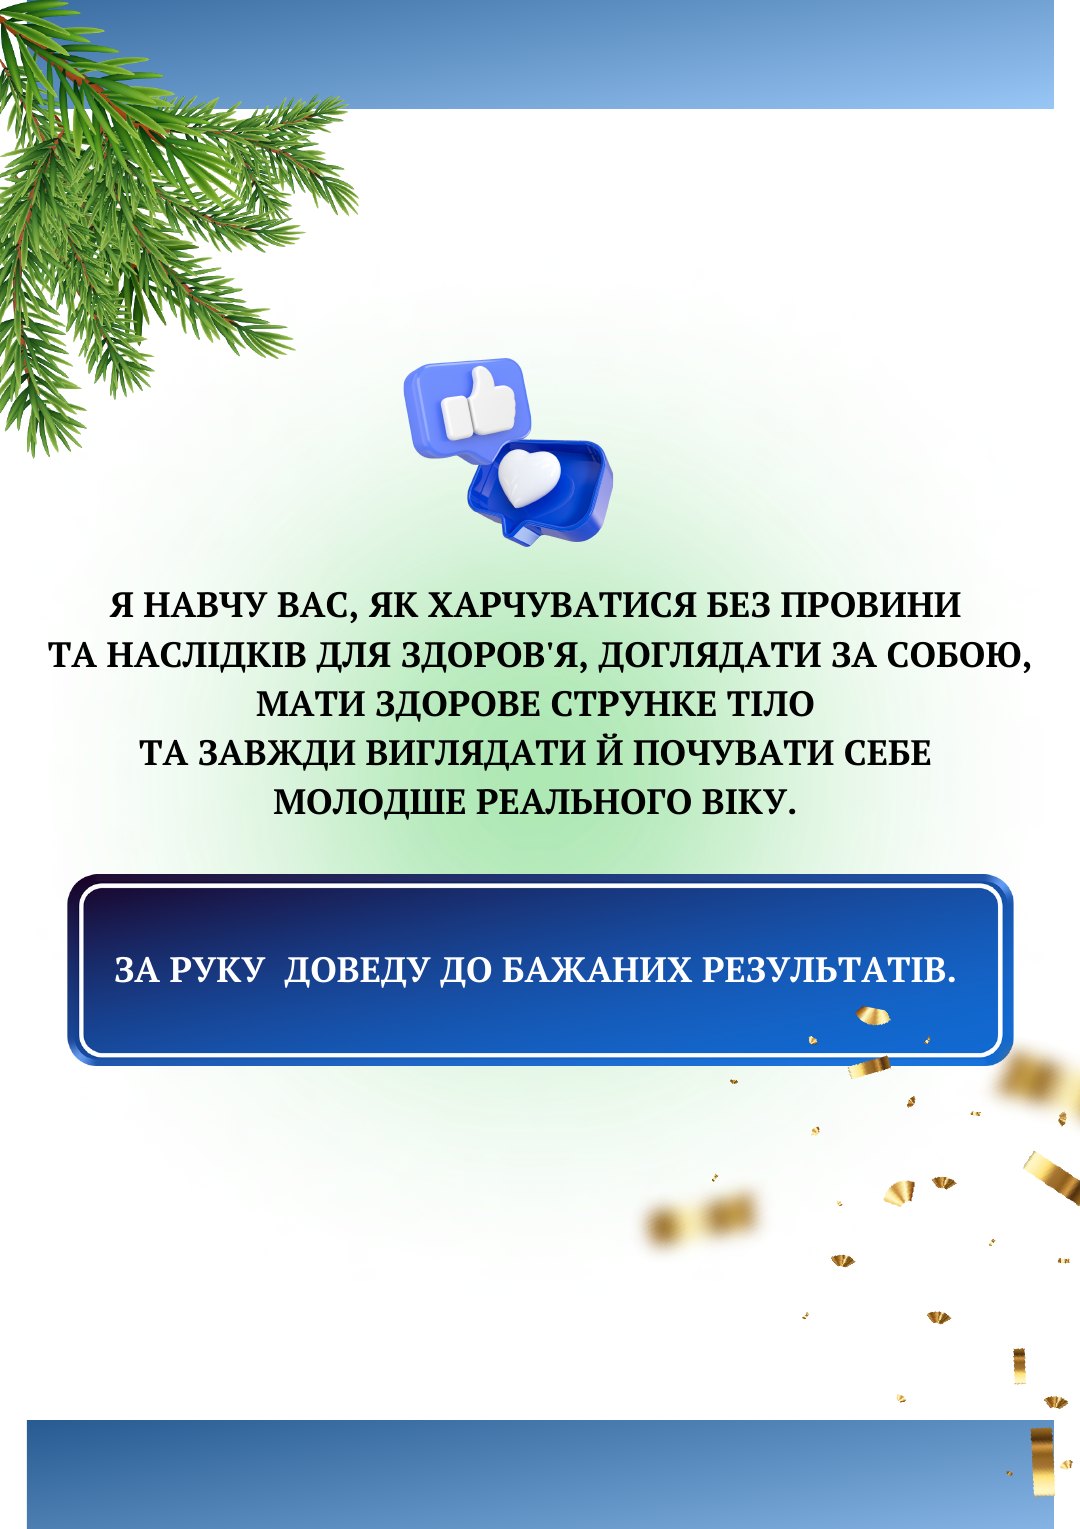 Я НАВЧУ ВАС, ЯК ХАРЧУВАТИСЯ БЕЗ ПРОВИНИ
ТА НАСЛІДКІВ ДЛЯ ЗДОРОВ'Я, ДОГЛЯДАТИ ЗА СОБОЮ,
МАТИ ЗДОРОВЕ СТРУНКЕ ТІЛО
ТА ЗАВЖДИ ВИГЛЯДАТИ Й ПОЧУВАТИ СЕБЕ
МОЛОДШЕ РЕАЛЬНОГО ВІКУ.
ЗА РУКУ ДОВЕДУ ДО БАЖАНИХ РЕЗУЛЬТАТІВ.